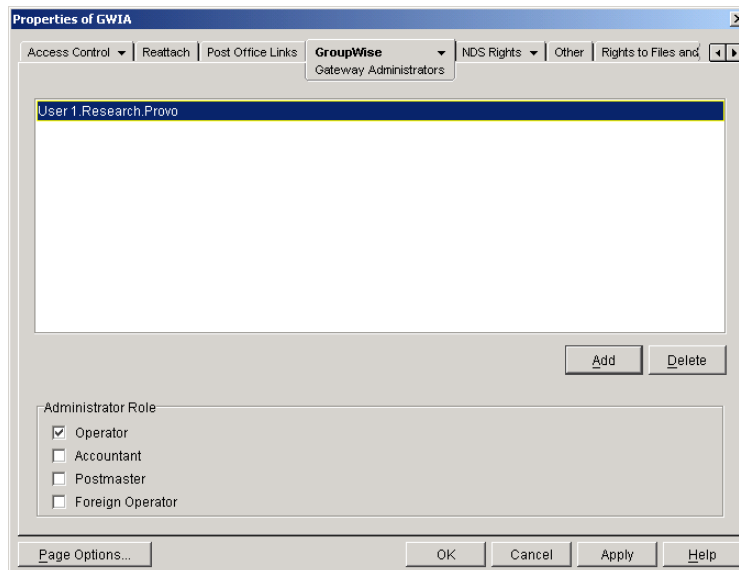 Properties of GWIA
Access Control Reattach Post Office Links GroupWise NDS Rights Other Rights to Files and
Gateway Administrators
User 1.Research.Provo
Add Delete
Administrator Role
Operator
Accountant
Postmaster
Foreign Operator
Page Options... OK Cancel Apply Help